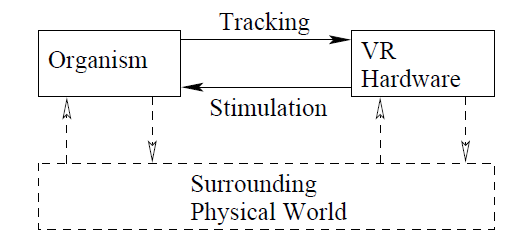 Tracking
Organism
VR
Hardware
Stimulation
Surrounding
Physical World